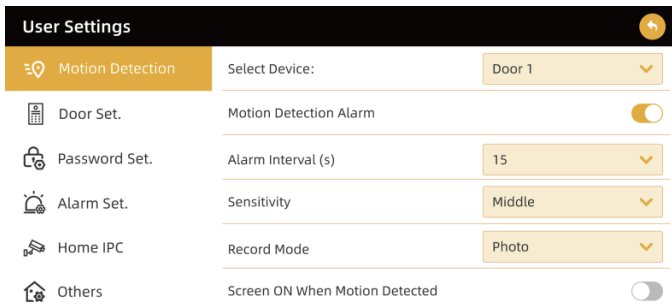 User Settings
Motion Detection
Select Device:
Door 1
Door Set.
Motion Detection Alarm
Password Set.
Alarm Interval (s)
15
Alarm Set.
Sensitivity
Middle
Home IPC
Record Mode
Photo
Others
Screen ON When Motion Detected